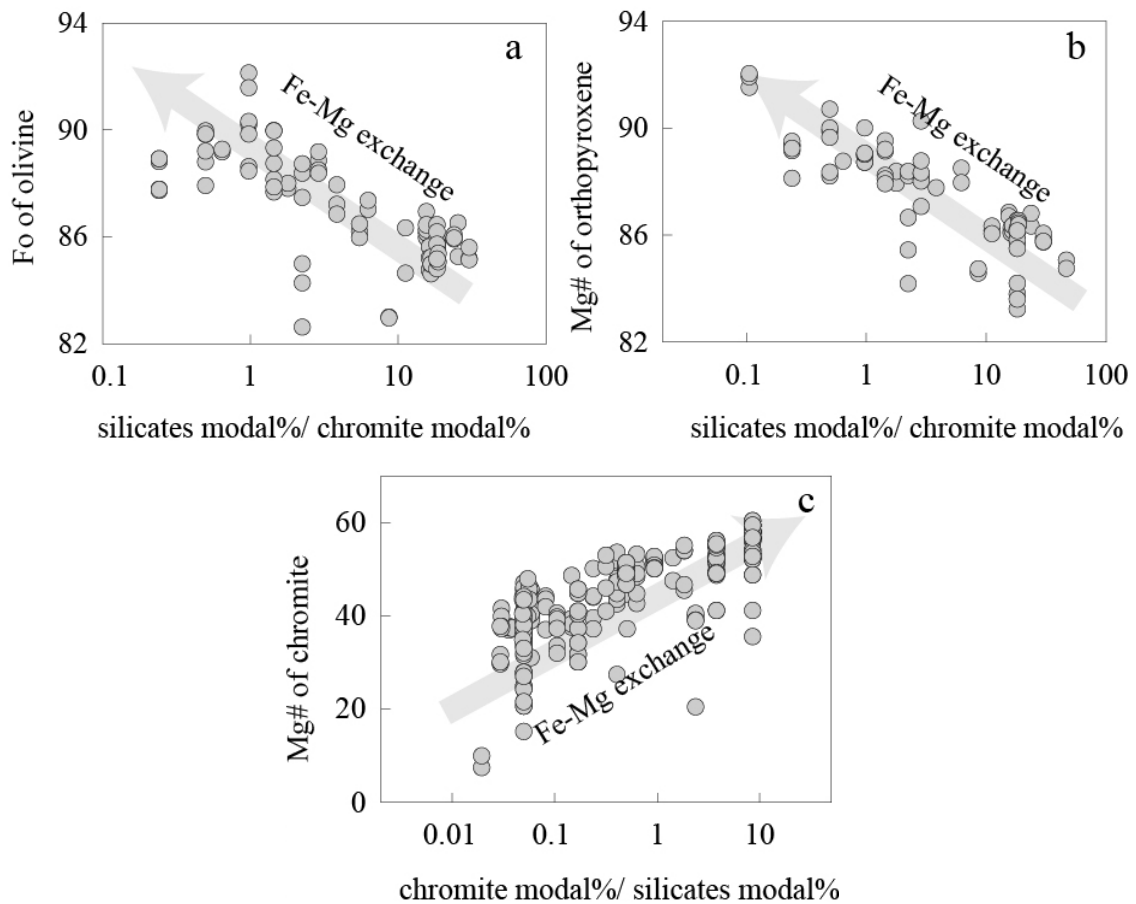 94
90
86
82
Fo of olivine
a
Fe-Mg exchange
0.1
1
10
100
silicates modal%/ chromite modal%
94
90
86
82
Mg# of orthopyroxene
b
Fe-Mg exchange
0.1
1
10
100
silicates modal%/ chromite modal%
60
40
20
0
Mg# of chromite
c
Fe-Mg exchange
0.01
0.1
1
10
chromite modal%/ silicates modal%